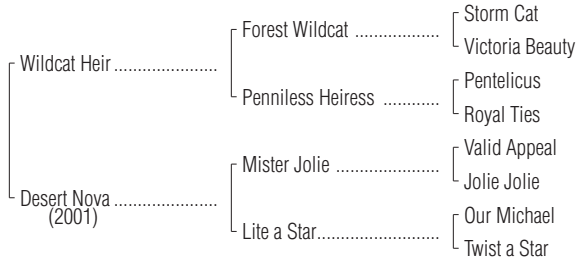 Storm Cat
Forest Wildcat ..................
Victoria Beauty
Wildcat Heir ......................
Pentelicus
Penniless Heiress ............
Royal Ties
Valid Appeal
Mister Jolie ......................
Jolie Jolie
Desert Nova ......................
(2001)
Our Michael
Lite a Star..........................
Twist a Star